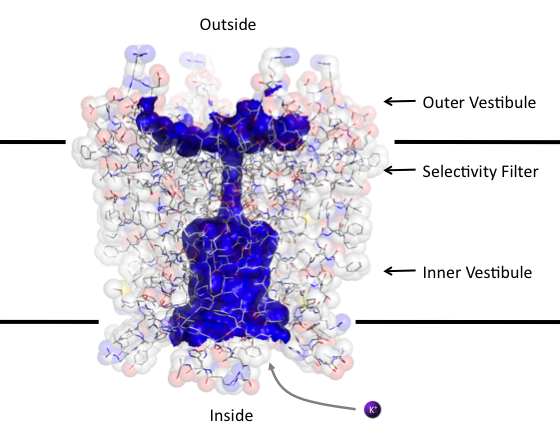 Outside
Outer Vestibule
Selectivity Filter
Inner Vestibule
Inside
K⁺